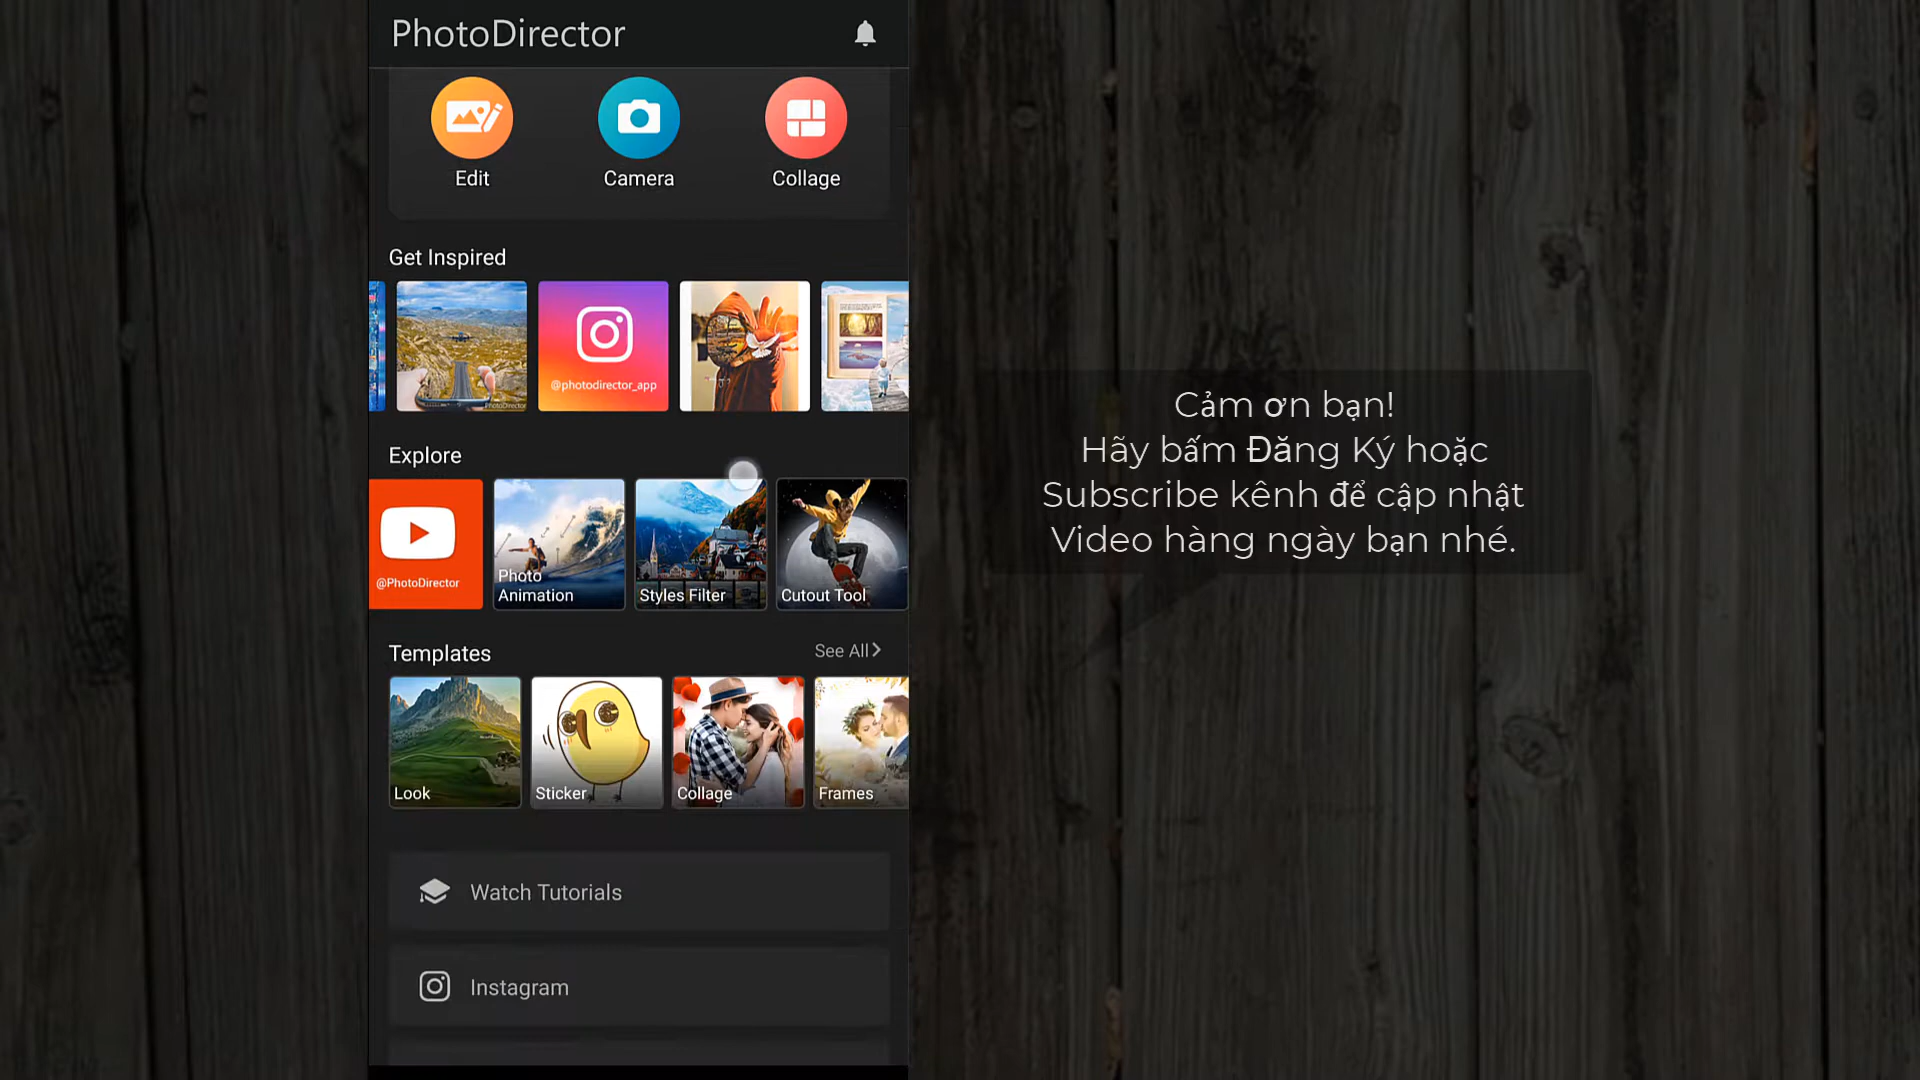 PhotoDirector
Edit
Camera
Collage
Get Inspired
PhotoDirector
@photodirector_app
Explore
@PhotoDirector
Photo
Animation
Styles Filter
Cutout Tool
Templates
See All
Look
Sticker
Collage
Frames
Watch Tutorials
Instagram
Cảm ơn bạn!
Hãy bấm Đăng Ký hoặc
Subscribe kênh để cập nhật
Video hàng ngày bạn nhé.